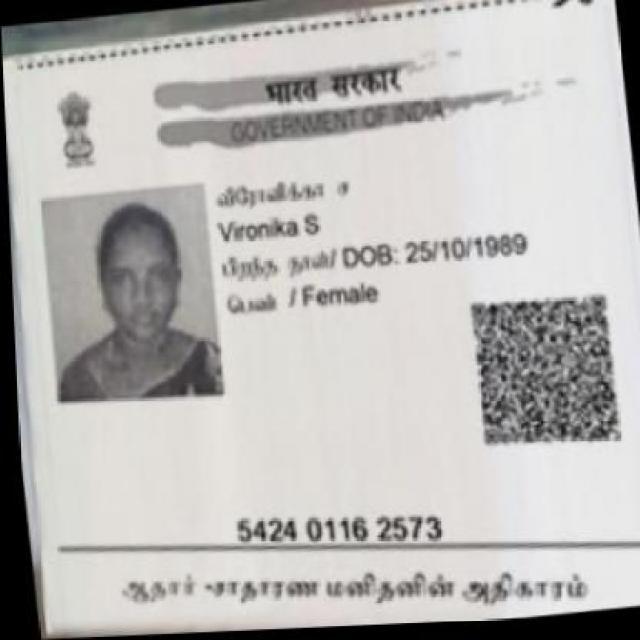 भारत सरकार
GOVERNMENT OF INDIA
ச
Vironika S
பிறந்த நாள்/ DOB: 25/10/1989
பெண் / Female
5424 0116 2573
ஆதார் -சாதாரண மனிதனின் அதிகாரம்